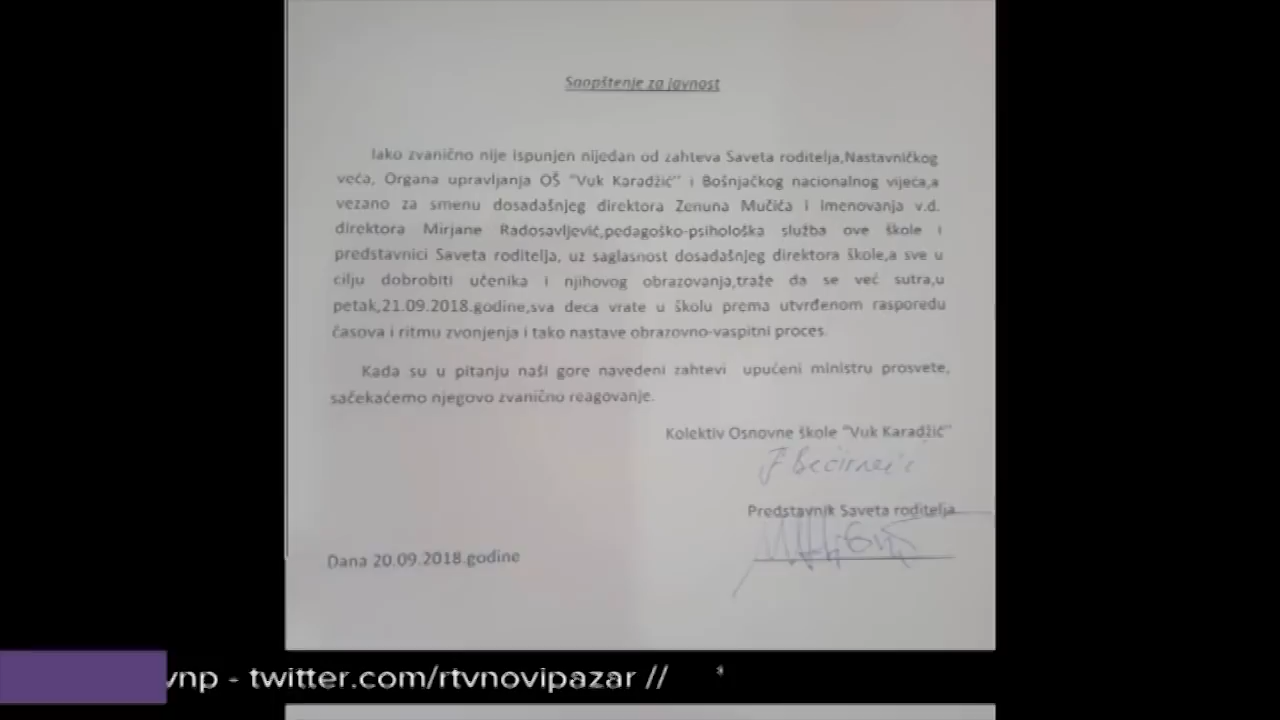 Saopštenje za javnost
Iako zvanično nije ispunjen nijedan od zahteva Saveta roditelja,Nastavničkog
veća, Organa upravljanja OŠ "Vuk Karadžić" i Bošnjačkog nacionalnog vijeća,a
vezano za smenu dosadašnjeg direktora Zenuna Mučića i imenovanja v.d.
direktora Mirjane Radosavljević,pedagoško-psihološka služba ove škole i
predstavnici Saveta roditelja, uz saglasnost dosadašnjeg direktora škole,a sve u
cilju dobrobiti učenika i njihovog obrazovanja,traže da se već sutra,u
petak,21.09.2018.godine,sva deca vrate u školu prema utvrđenom rasporedu
časova i ritmu zvonjenja i tako nastave obrazovno-vaspitni proces.
Kada su u pitanju naši gore navedeni zahtevi upućeni ministru prosvete,
sačekaćemo njegovo zvanično reagovanje.
Kolektiv Osnovne škole "Vuk Karadžić"
Predstavnik Saveta roditelja
Dana 20.09.2018.godine
vnp - twitter.com/rtvnovipazar // *